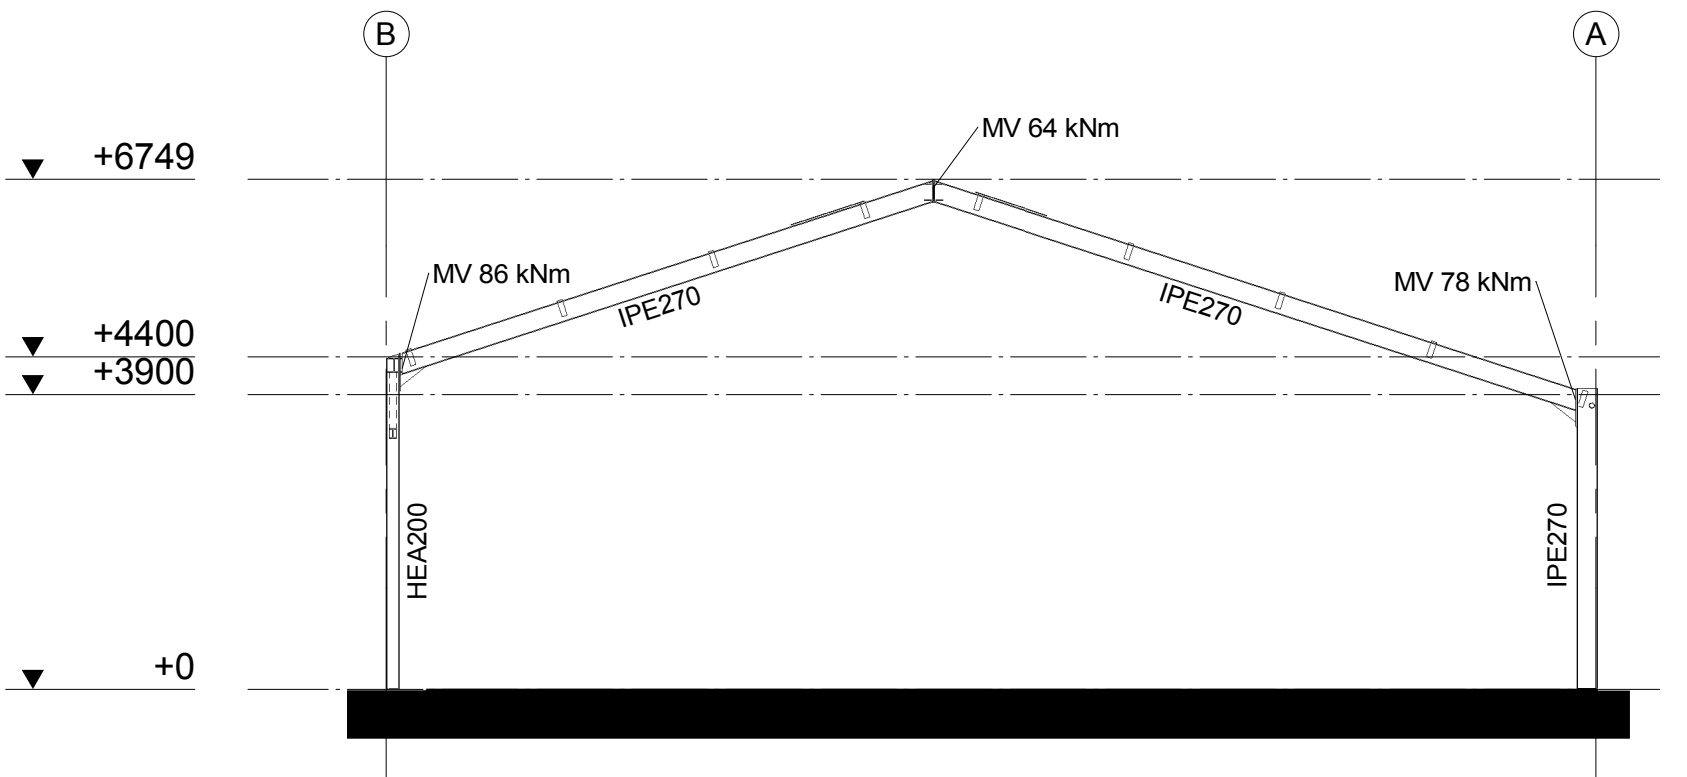 B
A
MV 64 kNm
+6749
MV 86 kNm
MV 78 kNm
IPE270
IPE270
+4400
+3900
HEA200
IPE270
+0